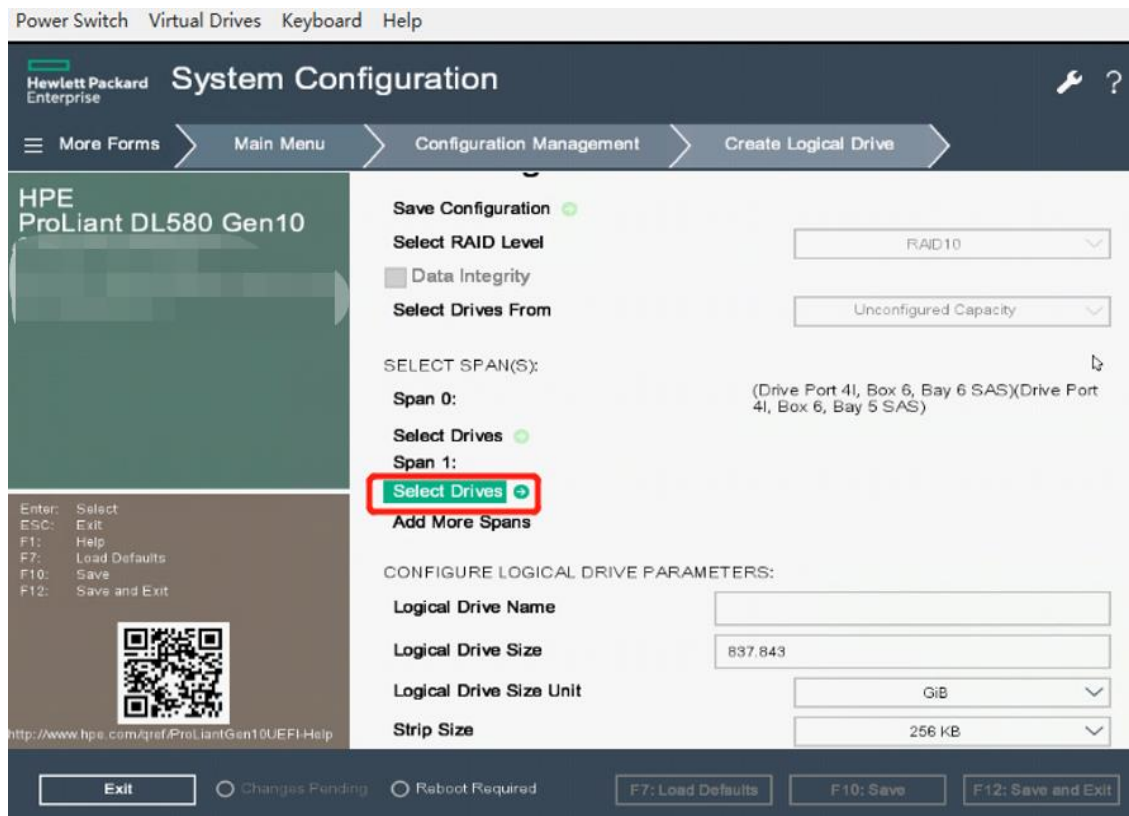 Power Switch Virtual Drives Keyboard Help
Hewlett Packard
Enterprise
System Configuration
?
More Forms
Main Menu
Configuration Management
Create Logical Drive
HPE
ProLiant DL580 Gen10
Save Configuration
Select RAID Level
RAID10
Data Integrity
Select Drives From
Unconfigured Capacity
SELECT SPAN(S):
Span 0:
(Drive Port 4I, Box 6, Bay 6 SAS)(Drive Port
4I, Box 6, Bay 5 SAS)
Select Drives
Span 1:
Select Drives
Add More Spans
CONFIGURE LOGICAL DRIVE PARAMETERS:
Logical Drive Name
Logical Drive Size
837.843
Logical Drive Size Unit
GiB
Strip Size
256 KB
Enter: Select
ESC: Exit
F1: Help
F7: Load Defaults
F10: Save
F12: Save and Exit
http://www.hpe.com/qref/ProLiantGen10UEFI-Help
Exit
Changes Pending
Reboot Required
F7: Load Defaults
F10: Save
F12: Save and Exit